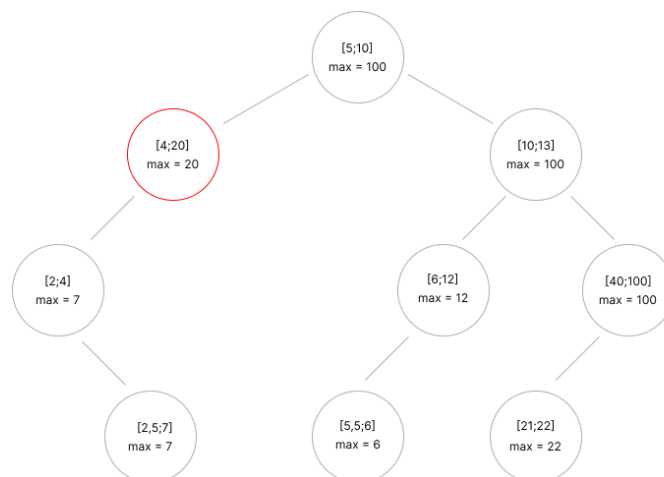 [5;10]
max = 100
[4;20]
max = 20
[10;13]
max = 100
[2;4]
max = 7
[6;12]
max = 12
[40;100]
max = 100
[2,5;7]
max = 7
[5,5;6]
max = 6
[21;22]
max = 22